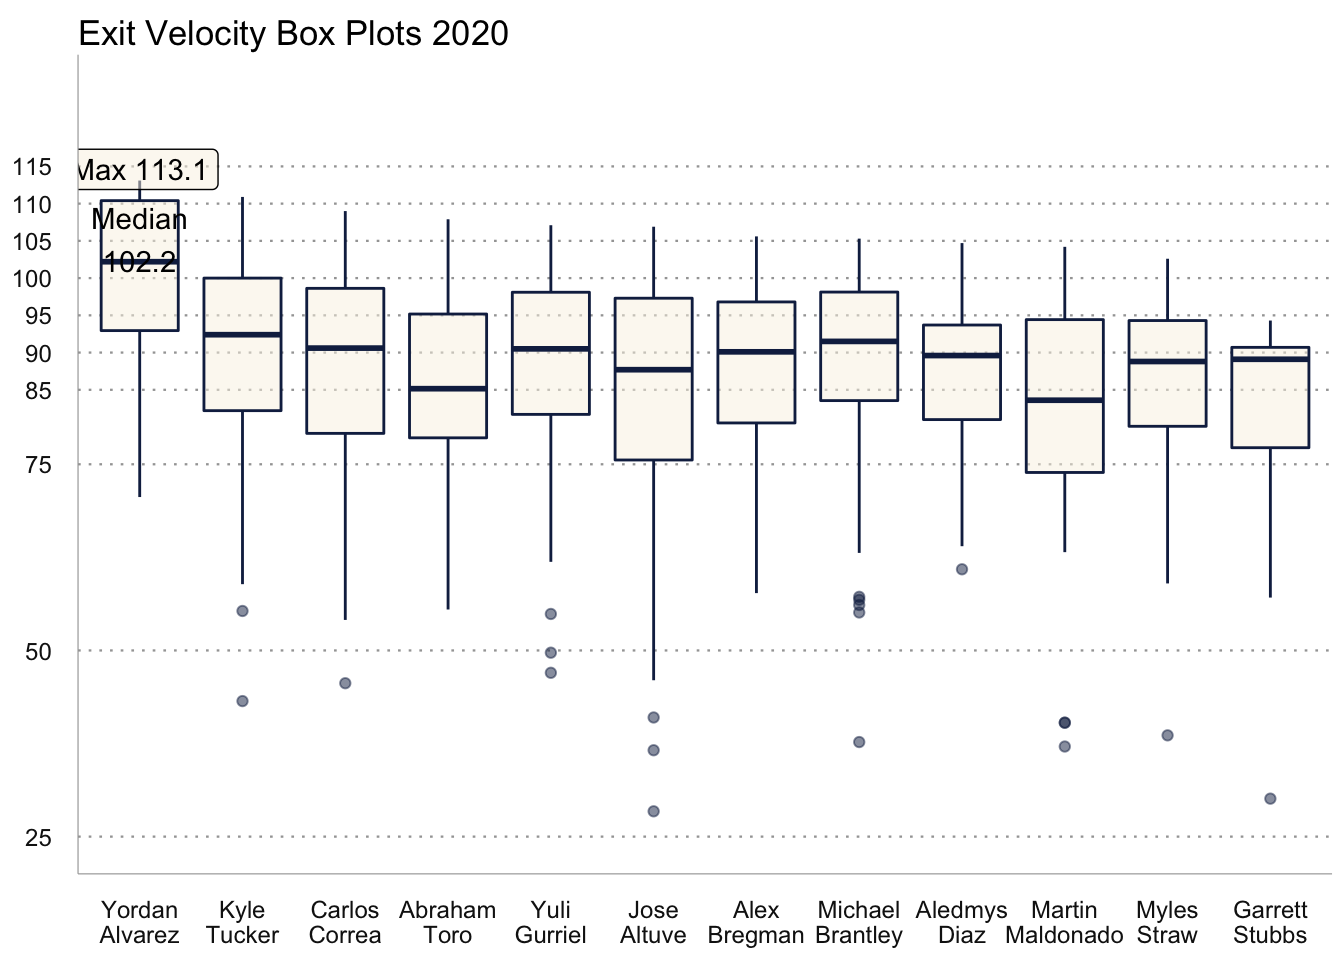 Exit Velocity Box Plots 2020
Max 113.1
Median
102.2
115
110
105
100
95
90
85
75
50
25
Yordan Alvarez
Kyle Tucker
Carlos Correa
Abraham Toro
Yuli Gurriel
Jose Altuve
Alex Bregman
Michael Brantley
Aledmys Diaz
Martin Maldonado
Myles Straw
Garrett Stubbs